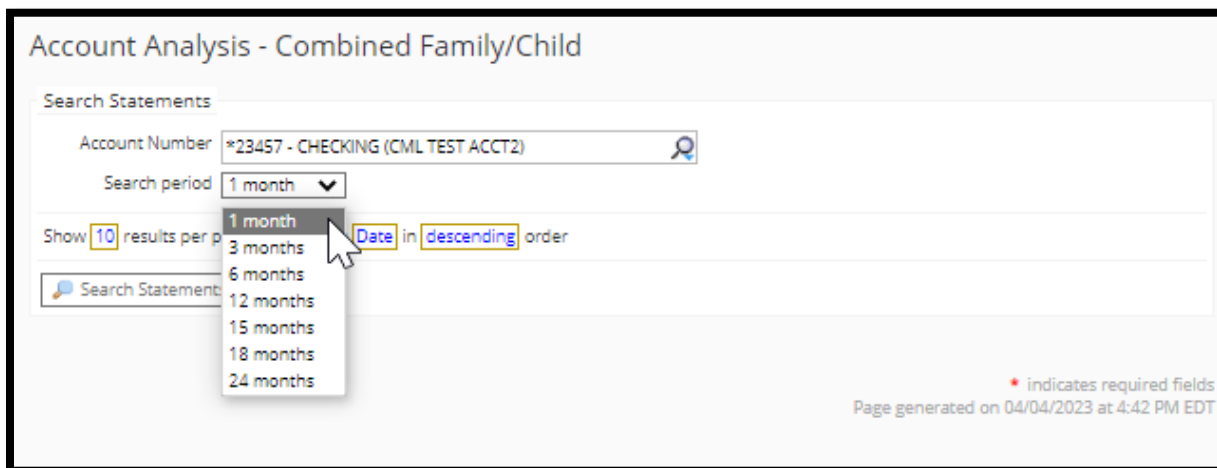 Account Analysis - Combined Family/Child
Search Statements
Account Number *23457 - CHECKING (CML TEST ACCT2)
Search period 1 month
1 month
Show 10 results per p Date in descending order
3 months
6 months
Search Statement
12 months
15 months
18 months
24 months
* indicates required fields
Page generated on 04/04/2023 at 4:42 PM EDT